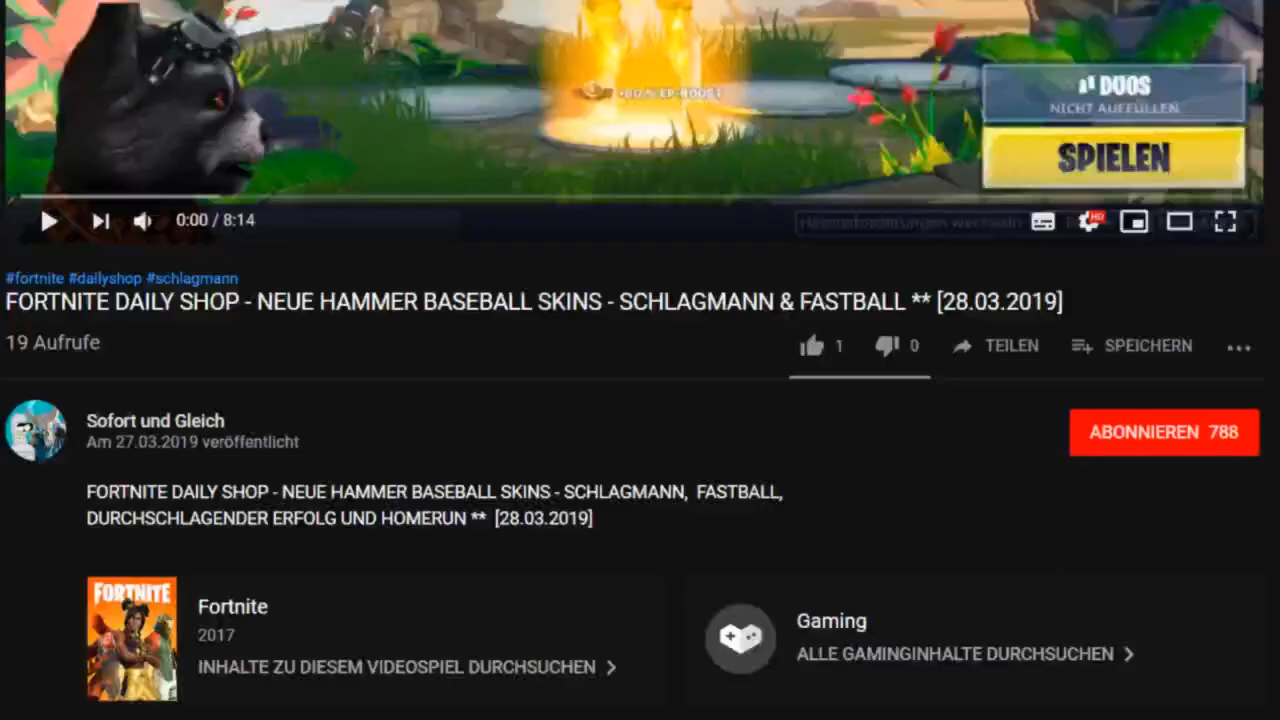 DUOS
NICHT AUFFÜLLEN
SPIELEN
0:00 / 8:14
HD
#fortnite #dailyshop #schlagmann
FORTNITE DAILY SHOP - NEUE HAMMER BASEBALL SKINS - SCHLAGMANN & FASTBALL ** [28.03.2019]
19 Aufrufe
1 0 TEILEN SPEICHERN
Sofort und Gleich
Am 27.03.2019 veröffentlicht
ABONNIEREN 788
FORTNITE DAILY SHOP - NEUE HAMMER BASEBALL SKINS - SCHLAGMANN, FASTBALL,
DURCHSCHLAGENDER ERFOLG UND HOMERUN ** [28.03.2019]
FORTNITE
Fortnite
2017
INHALTE ZU DIESEM VIDEOSPIEL DURCHSUCHEN
Gaming
ALLE GAMINGINHALTE DURCHSUCHEN